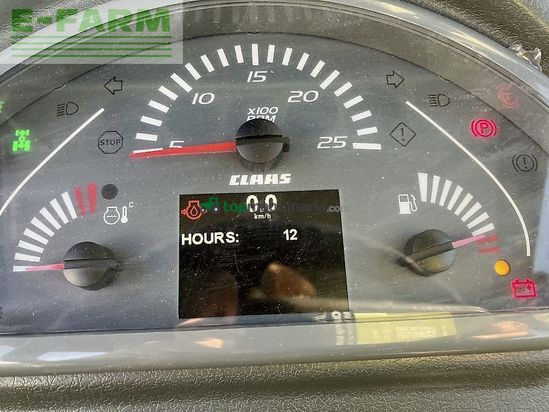 E-FARM
15
10
20
x100
RPM
5
25
STOP
CLAAS
°C
0.0
km/h
HOURS: 12